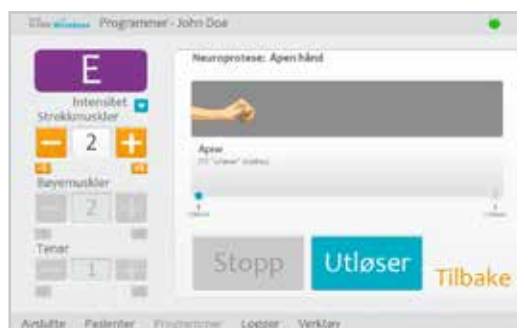 Programmer - John Doe
E
Intensitet
Strekkmuskler
2
Bøyemuskler
2
Tenar
1
Neuroprotese: Åpen hånd
Åpne
Stopp
Utløser
Tilbake
Avslutte Pasienter Programmer Logger Verktøy